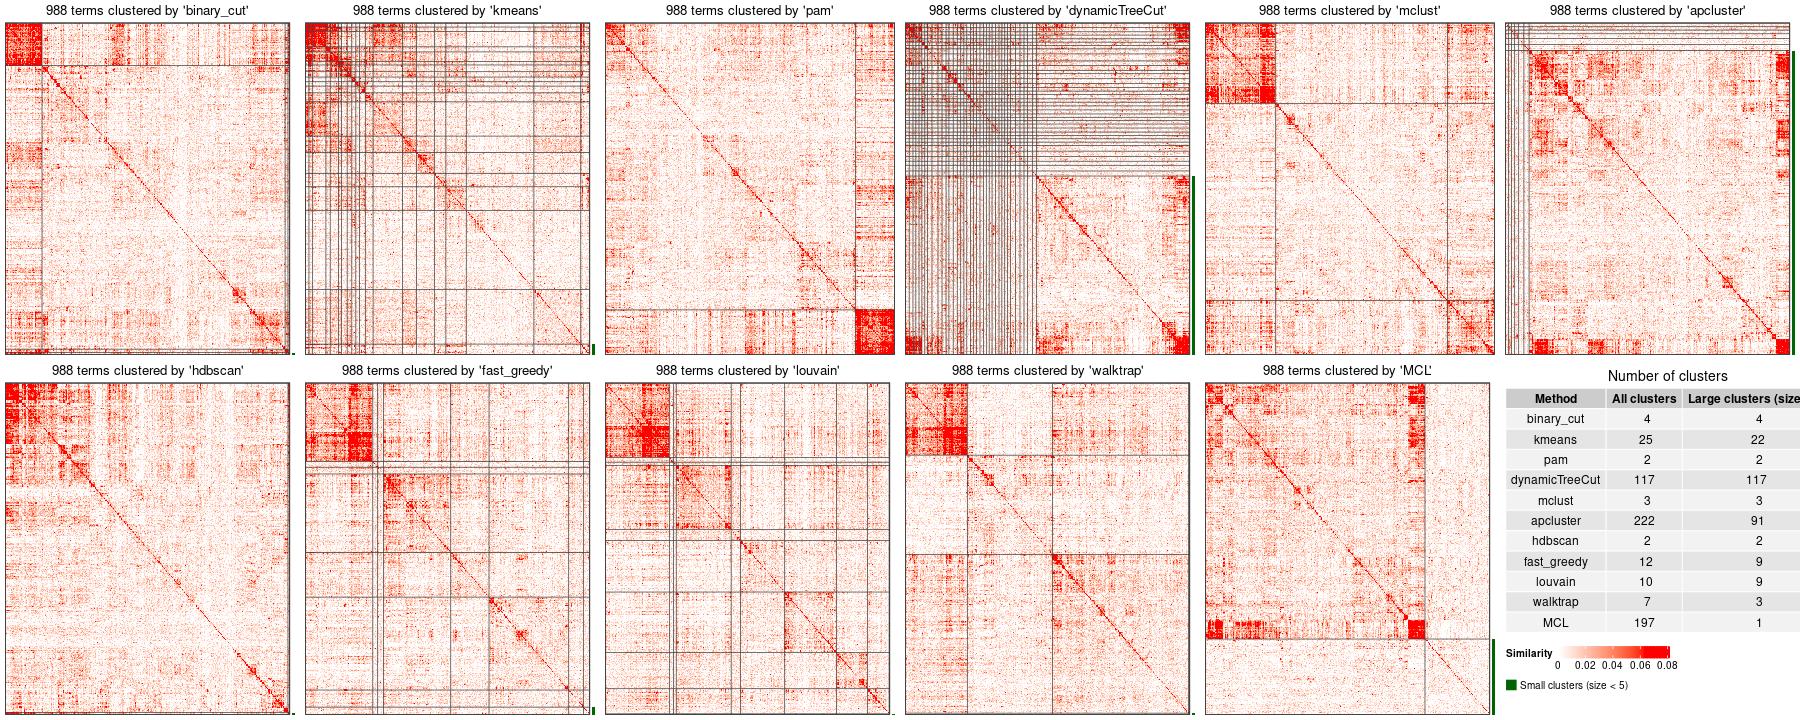 988 terms clustered by 'binary_cut'
988 terms clustered by 'kmeans'
988 terms clustered by 'pam'
988 terms clustered by 'dynamicTreeCut'
988 terms clustered by 'mclust'
988 terms clustered by 'apcluster'
988 terms clustered by 'hdbscan'
988 terms clustered by 'fast_greedy'
988 terms clustered by 'louvain'
988 terms clustered by 'walktrap'
988 terms clustered by 'MCL'
Number of clusters
Method All clusters Large clusters (size
binary_cut 4 4
kmeans 25 22
pam 2 2
dynamicTreeCut 117 117
mclust 3 3
apcluster 222 91
hdbscan 2 2
fast_greedy 12 9
louvain 10 9
walktrap 7 3
MCL 197 1
Similarity
0 0.02 0.04 0.06 0.08
Small clusters (size < 5)